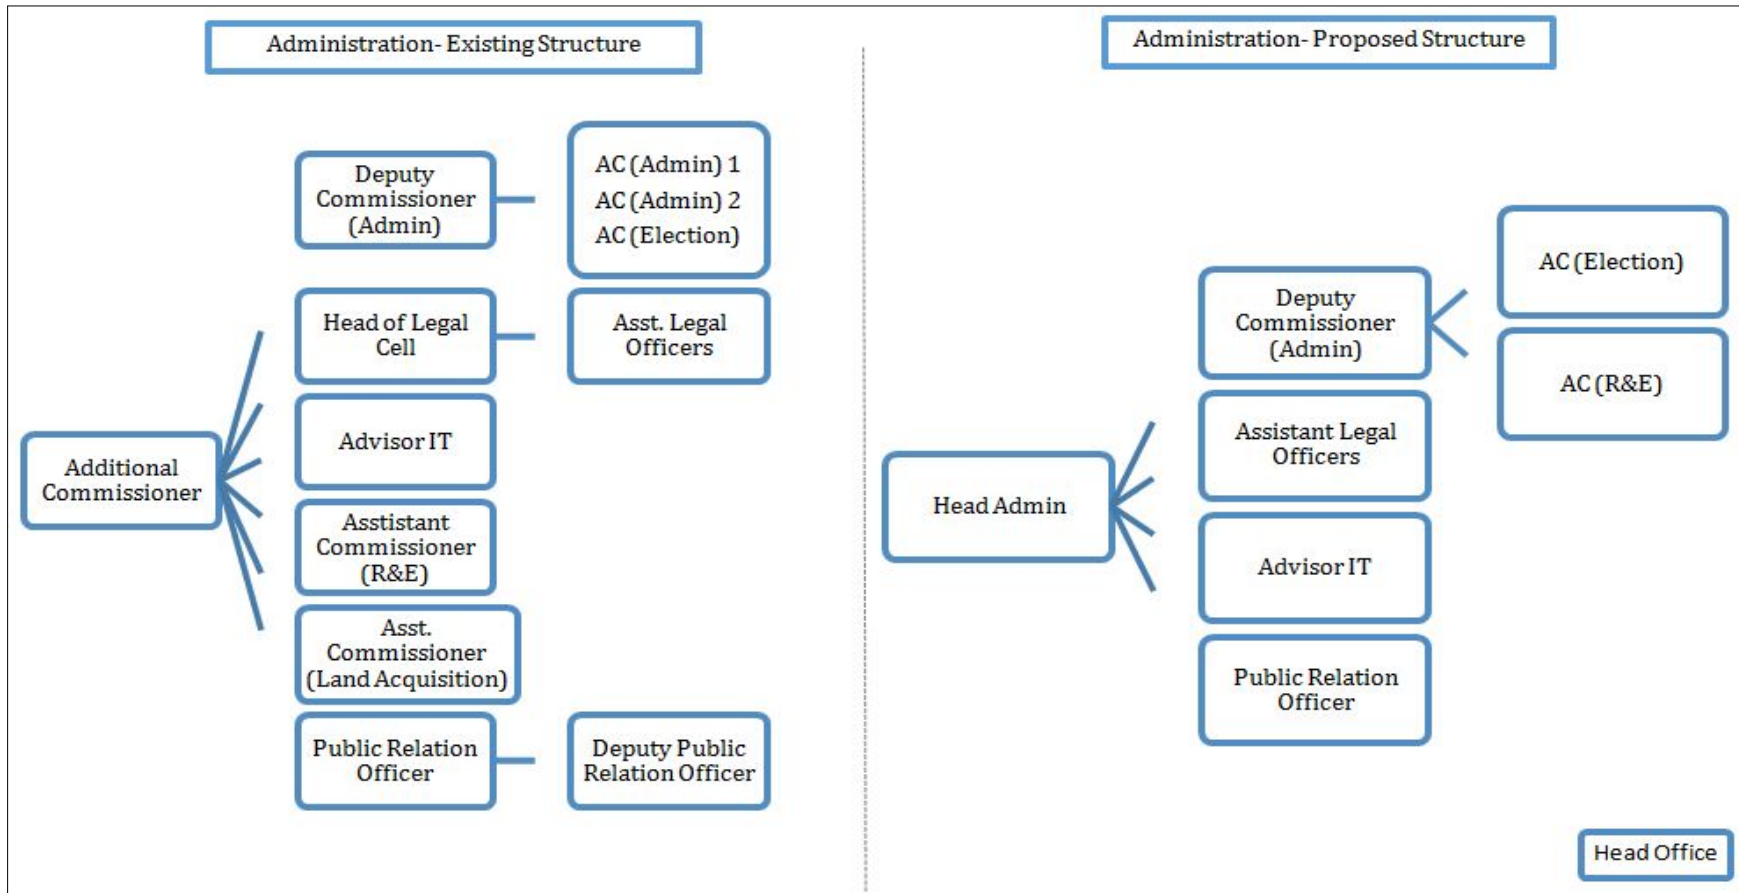 Administration- Existing Structure
Deputy
Commissioner
(Admin)
AC (Admin) 1
AC (Admin) 2
AC (Election)
Head of Legal
Cell
Asst. Legal
Officers
Advisor IT
Additional
Commissioner
Asstistant
Commissioner
(R&E)
Asst.
Commissioner
(Land Acquisition)
Public Relation
Officer
Deputy Public
Relation Officer
Administration- Proposed Structure
Head Admin
Deputy
Commissioner
(Admin)
AC (Election)
AC (R&E)
Assistant Legal
Officers
Advisor IT
Public Relation
Officer
Head Office